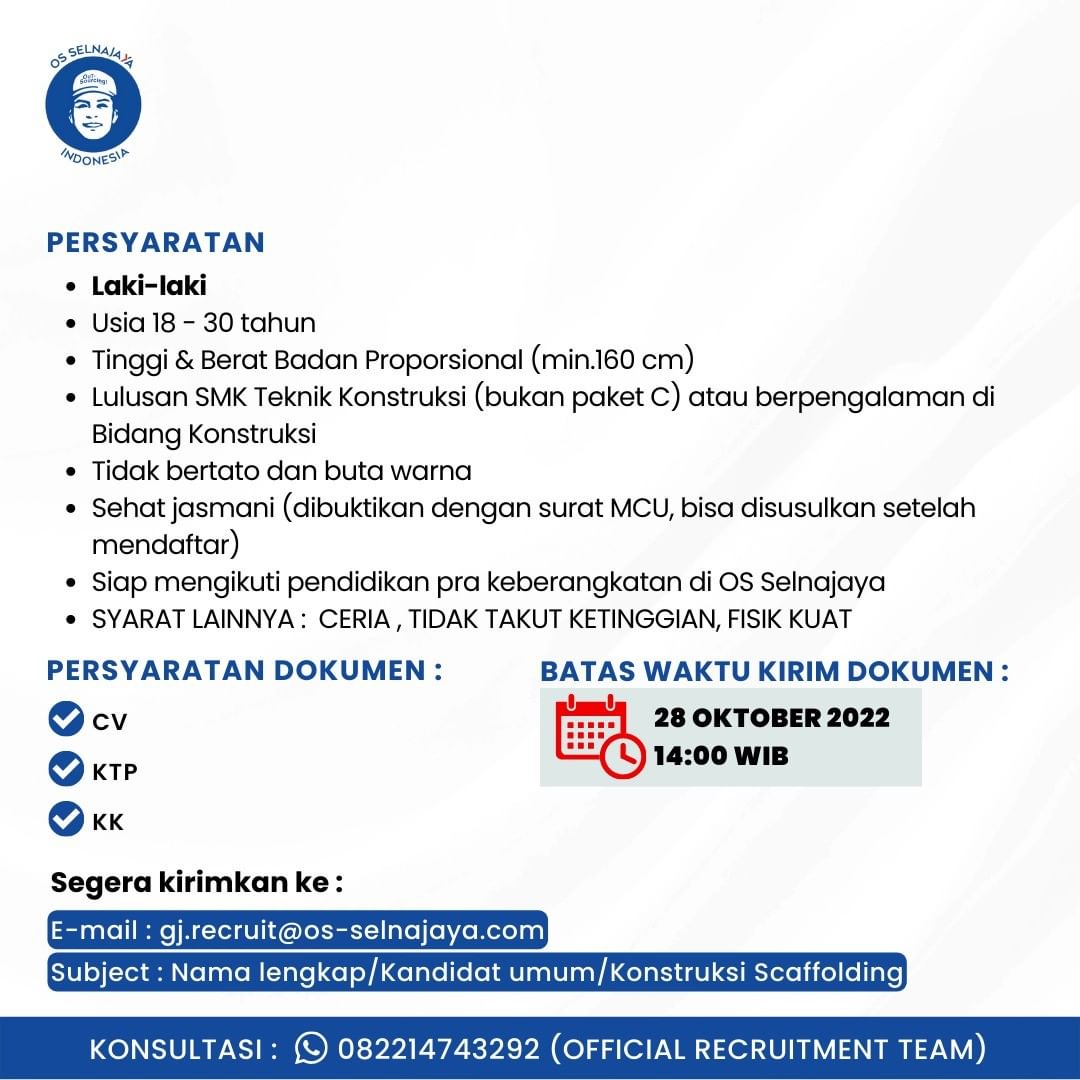 OS SELNAJAYA
OuT-
Sourcing!
INDONESIA
PERSYARATAN
• Laki-laki
• Usia 18 - 30 tahun
• Tinggi & Berat Badan Proporsional (min.160 cm)
• Lulusan SMK Teknik Konstruksi (bukan paket C) atau berpengalaman di
Bidang Konstruksi
• Tidak bertato dan buta warna
• Sehat jasmani (dibuktikan dengan surat MCU, bisa disusulkan setelah
mendaftar)
• Siap mengikuti pendidikan pra keberangkatan di OS Selnajaya
• SYARAT LAINNYA :  CERIA , TIDAK TAKUT KETINGGIAN, FISIK KUAT
PERSYARATAN DOKUMEN :
CV
KTP
KK
BATAS WAKTU KIRIM DOKUMEN :
28 OKTOBER 2022
14:00 WIB
Segera kirimkan ke :
E-mail : gj.recruit@os-selnajaya.com
Subject : Nama lengkap/Kandidat umum/Konstruksi Scaffolding
KONSULTASI : 082214743292 (OFFICIAL RECRUITMENT TEAM)